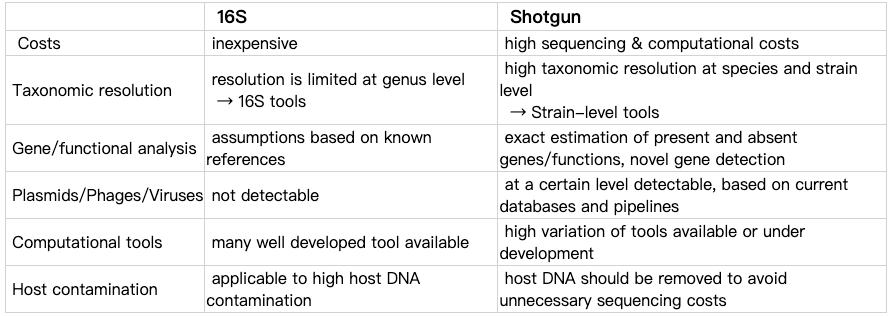 16S Shotgun
Costs inexpensive high sequencing & computational costs
Taxonomic resolution
resolution is limited at genus level
→ 16S tools
high taxonomic resolution at species and strain
level
→ Strain-level tools
Gene/functional analysis
assumptions based on known
references
exact estimation of present and absent
genes/functions, novel gene detection
Plasmids/Phages/Viruses
not detectable
at a certain level detectable, based on current
databases and pipelines
Computational tools
many well developed tool available
high variation of tools available or under
development
Host contamination
applicable to high host DNA
contamination
host DNA should be removed to avoid
unnecessary sequencing costs